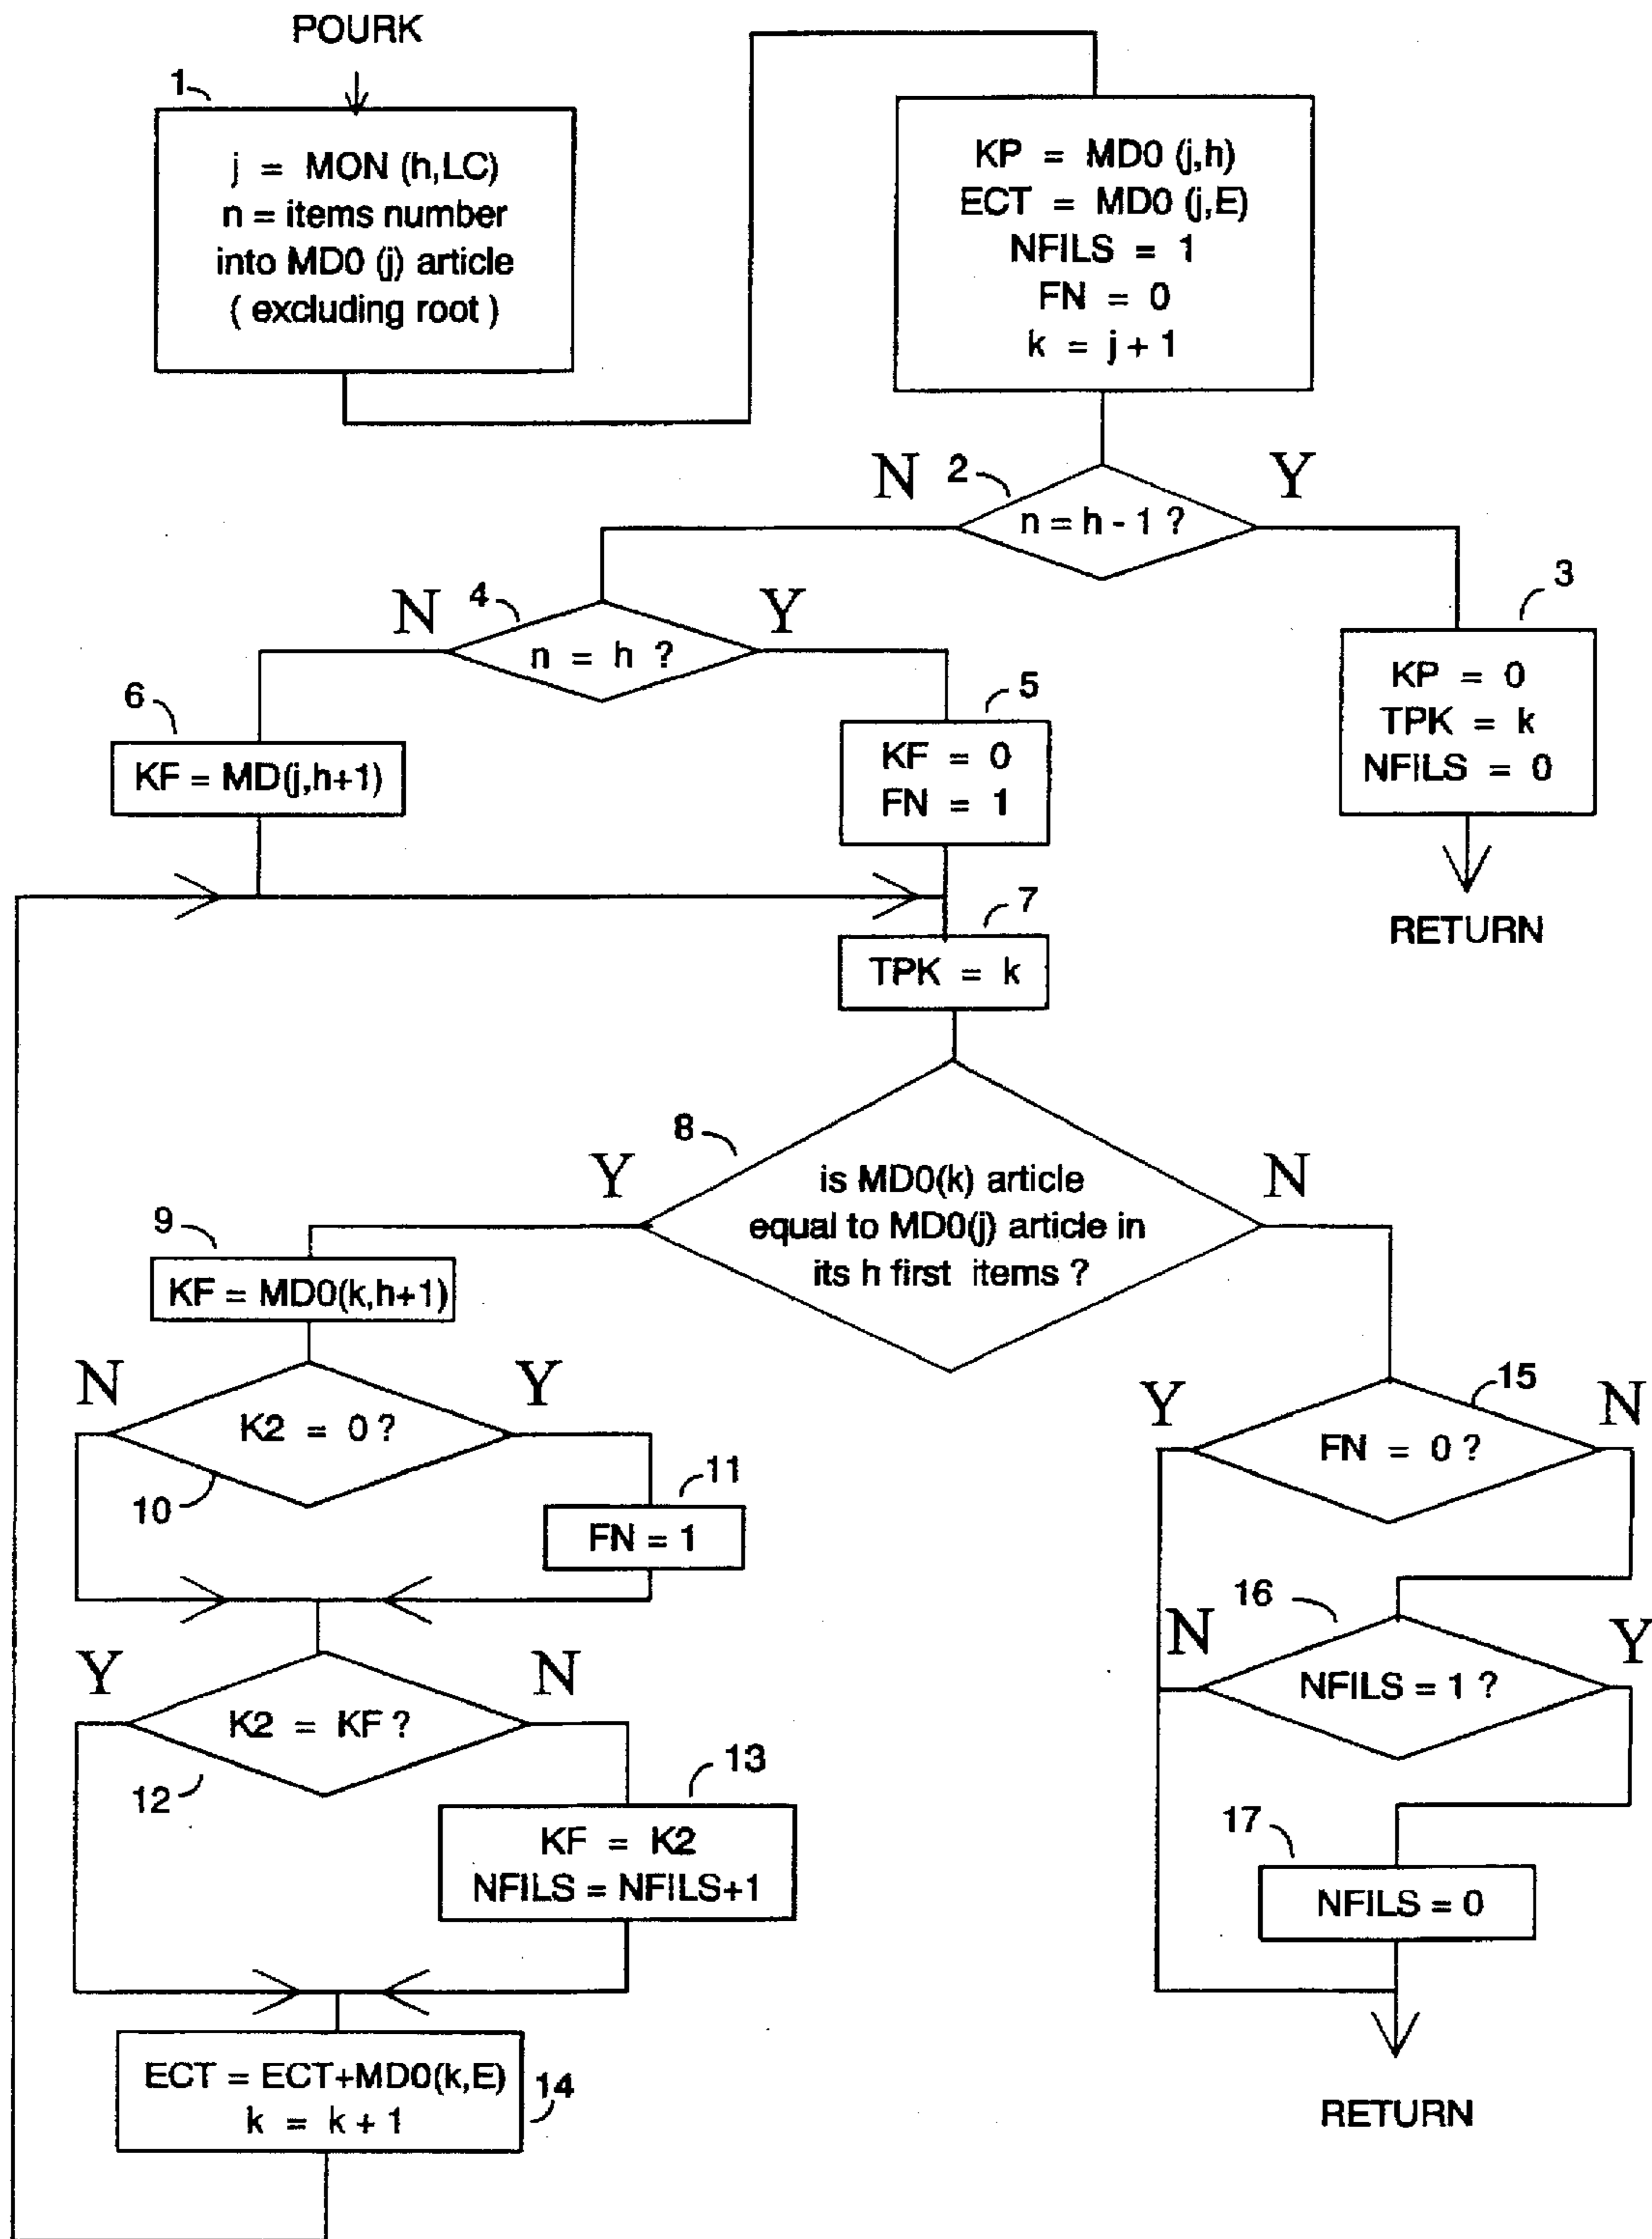 POURK
1
j = MON (h,LC)
n = items number
into MD0 (j) article
( excluding root )
KP = MD0 (j,h)
ECT = MD0 (j,E)
NFILS = 1
FN = 0
k = j + 1
N
2
Y
n = h - 1 ?
3
KP = 0
TPK = k
NFILS = 0
RETURN
N
4
Y
n = h ?
6
KF = MD(j,h+1)
5
KF = 0
FN = 1
7
TPK = k
8
Y
N
is MD0(k) article
equal to MD0(j) article in
its h first items ?
9
KF = MD0(k,h+1)
N
Y
K2 = 0 ?
10
11
FN = 1
Y
N
K2 = KF ?
12
13
KF = K2
NFILS = NFILS+1
ECT = ECT+MD0(k,E)
k = k + 1
14
15
Y
N
FN = 0 ?
16
N
Y
NFILS = 1 ?
17
NFILS = 0
RETURN